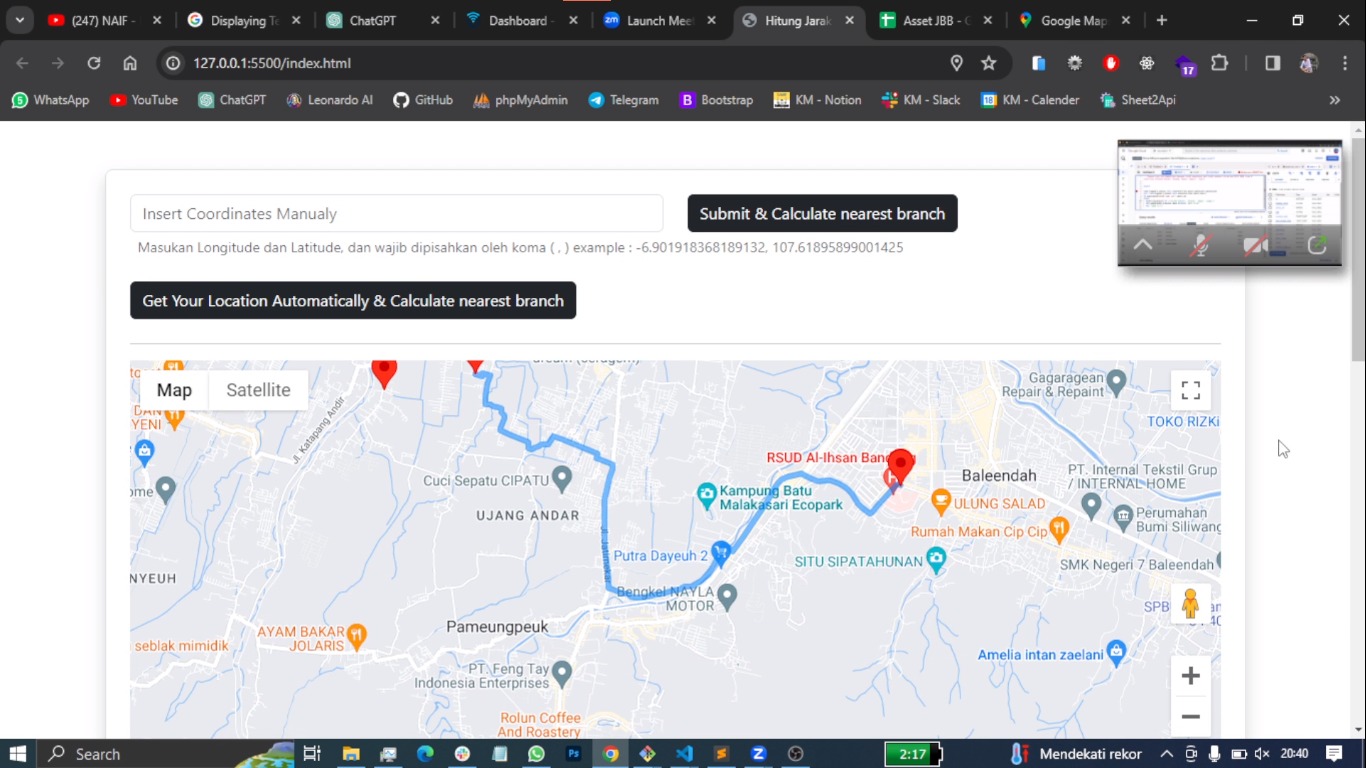 (247) NAIF -
Displaying Te
ChatGPT
Dashboard -
Launch Meet
Hitung Jarak
Asset JBB - G
Google Map
127.0.0.1:5500/index.html
17
WhatsApp
YouTube
ChatGPT
Leonardo AI
GitHub
phpMyAdmin
Telegram
Bootstrap
KM - Notion
KM - Slack
KM - Calender
Sheet2Api
Insert Coordinates Manualy
Submit & Calculate nearest branch
Masukan Longitude dan Latitude, dan wajib dipisahkan oleh koma ( , ) example : -6.901918368189132, 107.61895899001425
Get Your Location Automatically & Calculate nearest branch
Map
Satellite
DAN
YENI
Jl. Katapang Andir
Gagaragean
Repair & Repaint
TOKO RIZKI
RSUD Al-Ihsan Ban
Baleendah
PT. Internal Tekstil Grup
/ INTERNAL HOME
Cuci Sepatu CIPATU
ome
Kampung Batu
Malakasari Ecopark
ULUNG SALAD
UJANG ANDAR
Perumahan
Bumi Siliwang
Rumah Makan Cip Cip
Putra Dayeuh 2
SITU SIPATAHUNAN
SMK Negeri 7 Baleendah
NYEUH
Bengkel NAYLA
MOTOR
SPB
AYAM BAKAR
JOLARIS
Pameungpeuk
seblak mimidik
Amelia intan zaelani
PT. Feng Tay
Indonesia Enterprises
Rolun Coffee
And Roastery
Search
2:17
Mendekati rekor
20:40